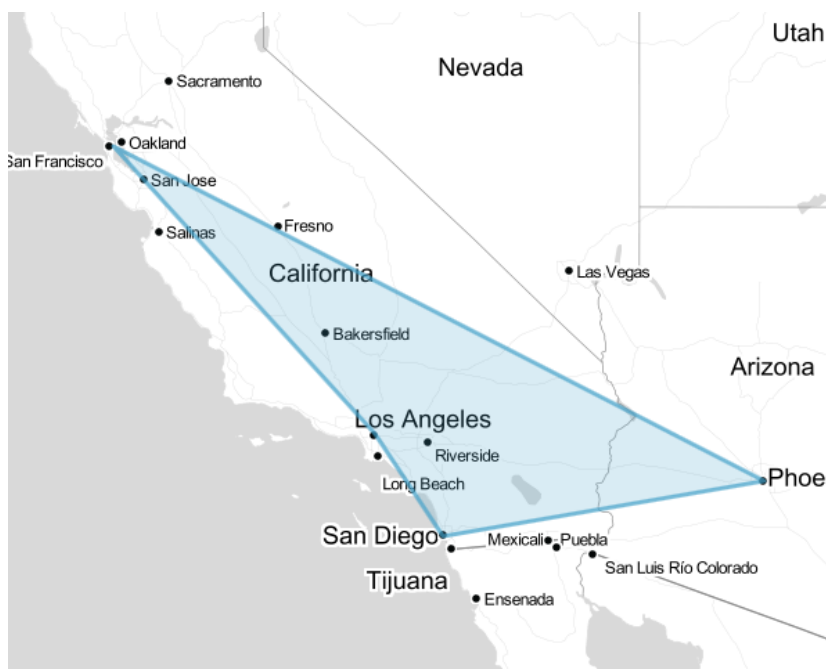 Utah
Nevada
Sacramento
Oakland
San Francisco
San Jose
Fresno
Salinas
California
Las Vegas
Bakersfield
Arizona
Los Angeles
Riverside
Phoe
Long Beach
San Diego
Mexicali
Puebla
San Luis Río Colorado
Tijuana
Ensenada